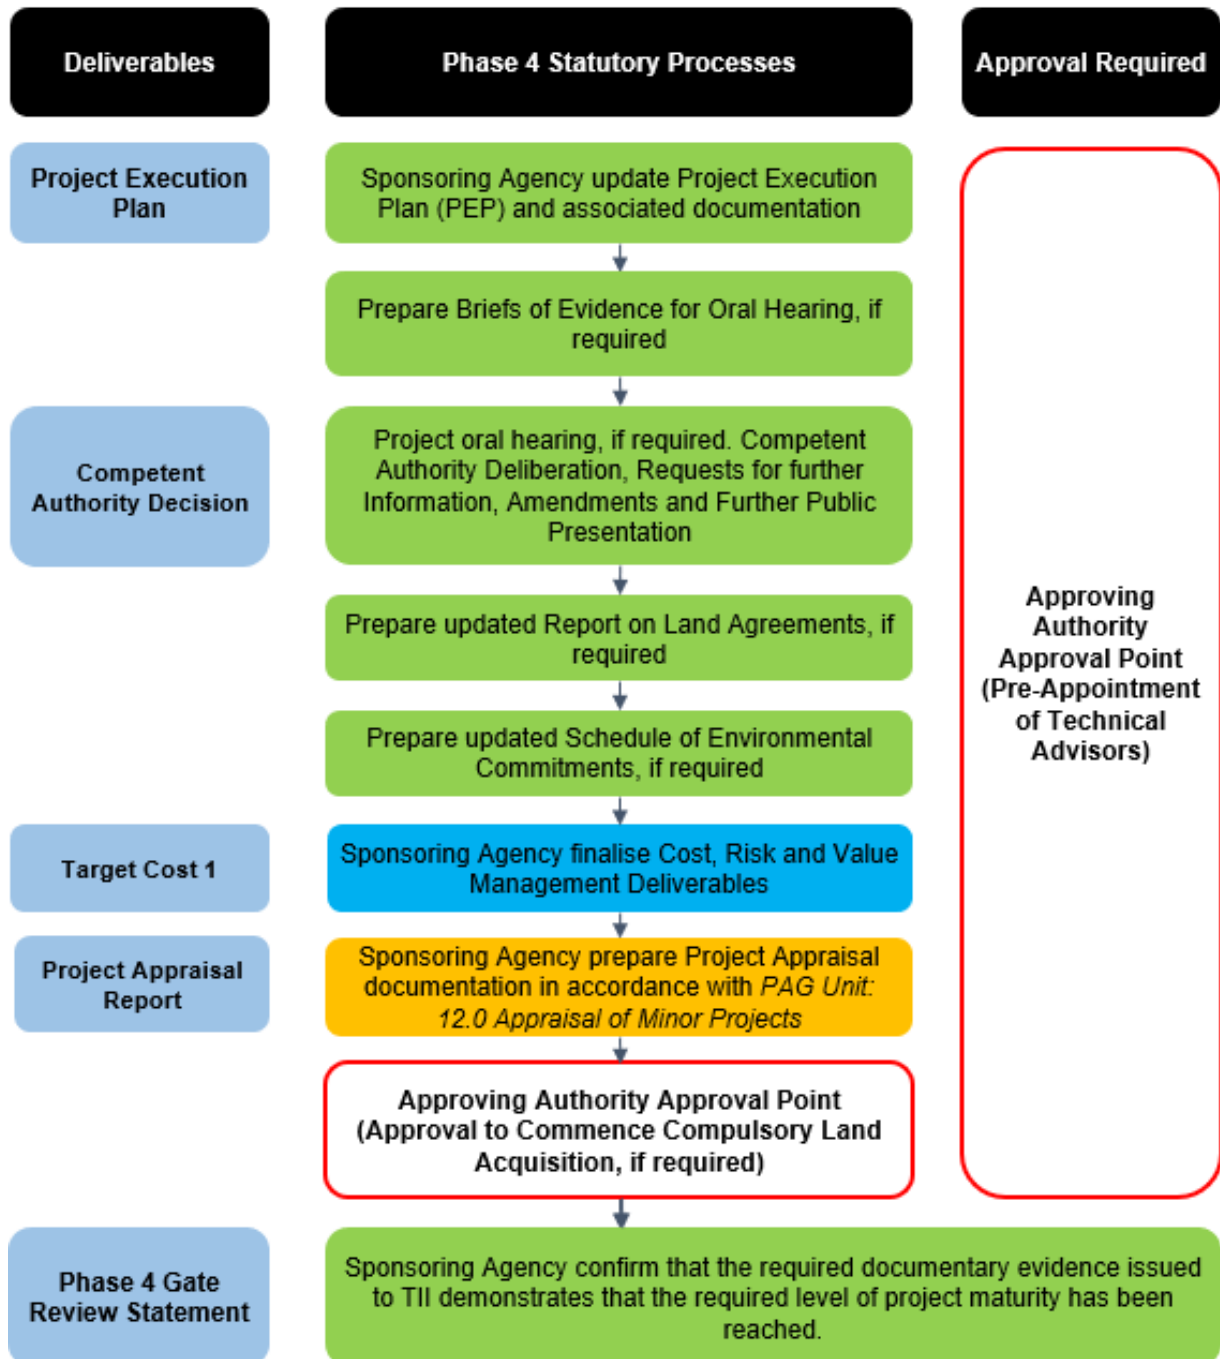 Deliverables
Phase 4 Statutory Processes
Approval Required
Project Execution
Plan
Sponsoring Agency update Project Execution
Plan (PEP) and associated documentation
Prepare Briefs of Evidence for Oral Hearing, if
required
Competent
Authority Decision
Project oral hearing, if required. Competent
Authority Deliberation, Requests for further
Information, Amendments and Further Public
Presentation
Prepare updated Report on Land Agreements, if
required
Approving
Authority
Approval Point
(Pre-Appointment
of Technical
Advisors)
Prepare updated Schedule of Environmental
Commitments, if required
Target Cost 1
Sponsoring Agency finalise Cost, Risk and Value
Management Deliverables
Project Appraisal
Report
Sponsoring Agency prepare Project Appraisal
documentation in accordance with PAG Unit:
12.0 Appraisal of Minor Projects
Approving Authority Approval Point
(Approval to Commence Compulsory Land
Acquisition, if required)
Phase 4 Gate
Review Statement
Sponsoring Agency confirm that the required documentary evidence issued
to TII demonstrates that the required level of project maturity has been
reached.